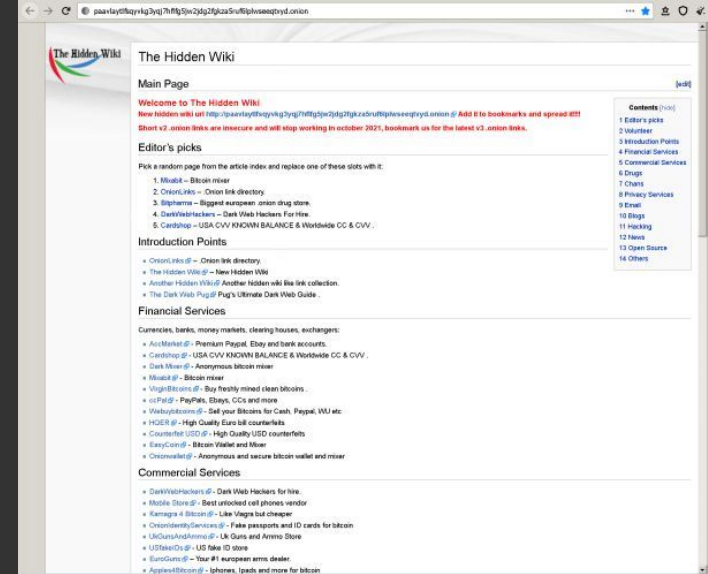 The Hidden Wiki
The Hidden Wiki
Main Page
[edit]
Welcome to The Hidden Wiki
New hidden wiki url Add it to bookmarks and spread it!!!
Short v2 .onion links are insecure and will stop working in october 2021, bookmark us for the latest v3 .onion links.
Contents [hide]
1 Editor's picks
2 Volunteer
3 Introduction Points
4 Financial Services
5 Commercial Services
6 Drugs
7 Chans
8 Privacy Services
9 Email
10 Blogs
11 Hacking
12 News
13 Open Source
14 Others
Editor's picks
Pick a random page from the article index and replace one of these slots with it:
1. Mixabit – Bitcoin mixer
2. OnionLinks – .Onion link directory.
3. Bitpharma – Biggest european .onion drug store.
4. DarkWebHackers – Dark Web Hackers For Hire.
5. Cardshop – USA CVV KNOWN BALANCE & Worldwide CC & CVV .
Introduction Points
OnionLinks – .Onion link directory.
The Hidden Wiki – New Hidden Wiki
Another Hidden Wiki Another hidden wiki like link collection.
The Dark Web Pug Pug's Ultimate Dark Web Guide .
Financial Services
Currencies, banks, money markets, clearing houses, exchangers:
AccMarket - Premium Paypal, Ebay and bank accounts.
Cardshop - USA CVV KNOWN BALANCE & Worldwide CC & CVV .
Dark Mixer - Anonymous bitcoin mixer
Mixabit - Bitcoin mixer
VirginBitcoins - Buy freshly mined clean bitcoins .
ccPal - PayPals, Ebays, CCs and more
Webuybitcoins - Sell your Bitcoins for Cash, Paypal, WU etc
HQER - High Quality Euro bill counterfeits
Counterfeit USD - High Quality USD counterfeits
EasyCoin - Bitcoin Wallet and Mixer
Onionwallet - Anonymous and secure bitcoin wallet and mixer
Commercial Services
DarkWebHackers - Dark Web Hackers for hire.
Mobile Store - Best unlocked cell phones vendor
Kamagra 4 Bitcoin - Like Viagra but cheaper
OnionIdentityServices - Fake passports and ID cards for bitcoin
UkGunsAndAmmo - Uk Guns and Ammo Store
USfakeIDs - US fake ID store
EuroGuns – Your #1 european arms dealer.
Apples4Bitcoin - Iphones, Ipads and more for bitcoin